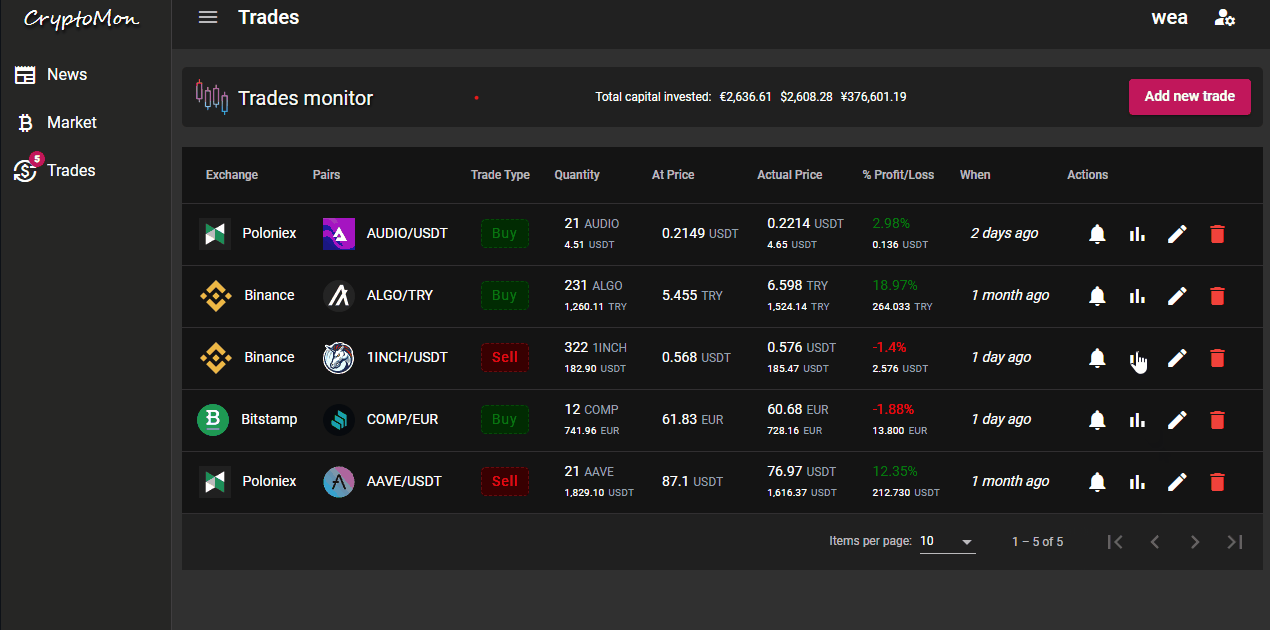 CryptoMon
Trades
wea
News
Market
5
Trades
Trades monitor
Total capital invested: €2,636.61 $2,608.28 ¥376,601.19
Add new trade
Exchange Pairs Trade Type Quantity At Price Actual Price % Profit/Loss When Actions
Poloniex AUDIO/USDT Buy 21 AUDIO 0.2149 USDT 0.2214 USDT 2.98% 2 days ago
4.51 USDT 4.65 USDT 0.136 USDT
Binance ALGO/TRY Buy 231 ALGO 5.455 TRY 6.598 TRY 18.97% 1 month ago
1,260.11 TRY 1,524.14 TRY 264.033 TRY
Binance 1INCH/USDT Sell 322 1INCH 0.568 USDT 0.576 USDT -1.4% 1 day ago
182.90 USDT 185.47 USDT 2.576 USDT
Bitstamp COMP/EUR Buy 12 COMP 61.83 EUR 60.68 EUR -1.88% 1 day ago
741.96 EUR 728.16 EUR 13.800 EUR
Poloniex AAVE/USDT Sell 21 AAVE 87.1 USDT 76.97 USDT 12.35% 1 month ago
1,829.10 USDT 1,616.37 USDT 212.730 USDT
Items per page: 10 1 – 5 of 5